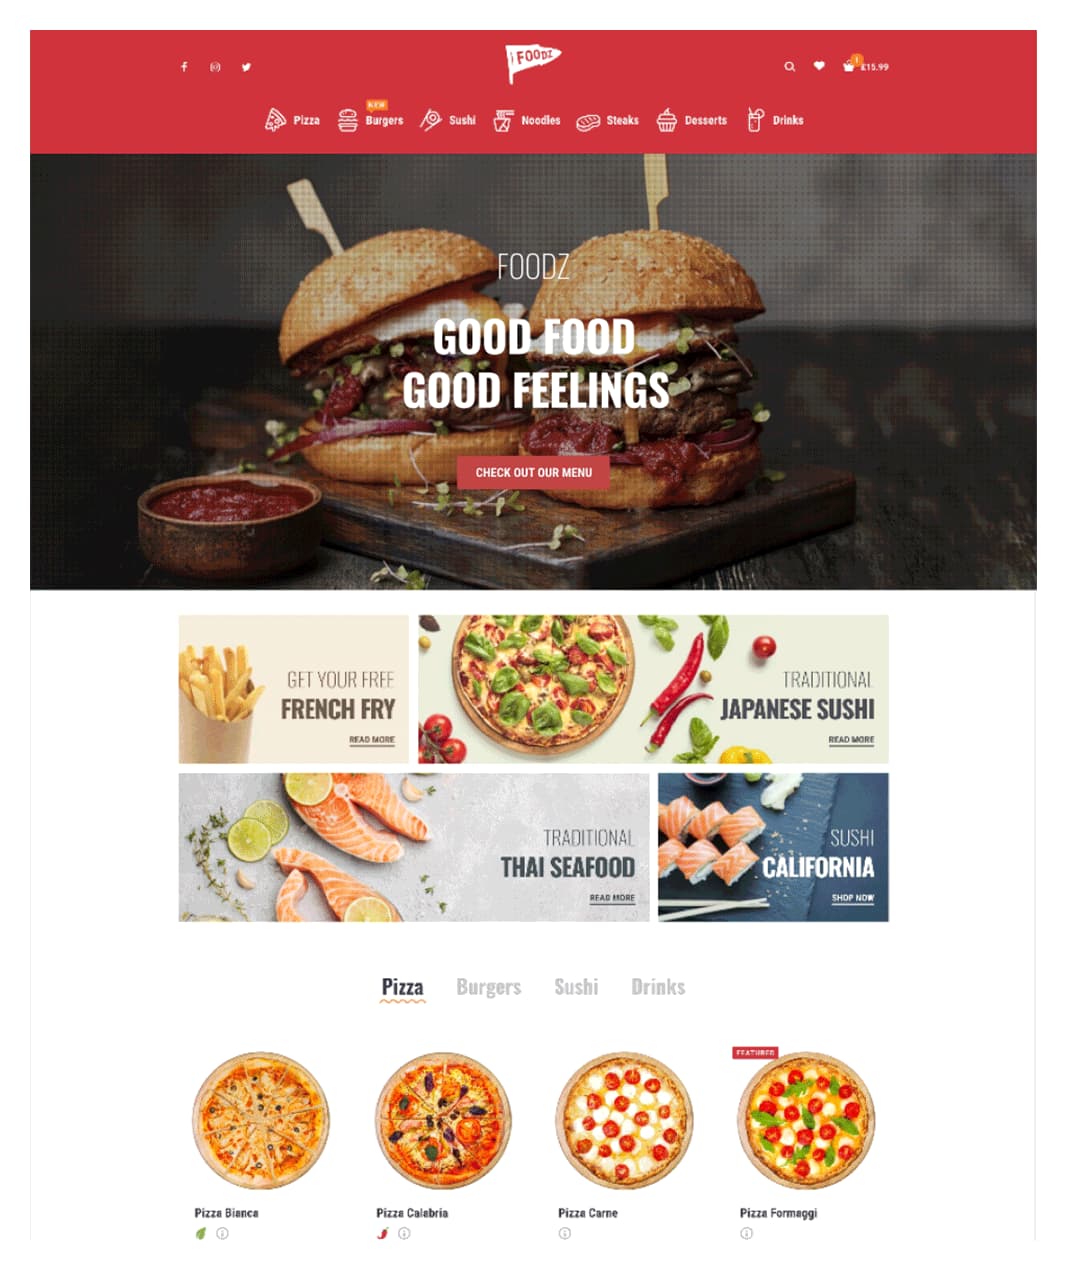 FOODZ
1
£15.99
NEW
Pizza Burgers Sushi Noodles Steaks Desserts Drinks
FOODZ
GOOD FOOD
GOOD FEELINGS
CHECK OUT OUR MENU
GET YOUR FREE
FRENCH FRY
READ MORE
TRADITIONAL
JAPANESE SUSHI
READ MORE
TRADITIONAL
THAI SEAFOOD
READ MORE
SUSHI
CALIFORNIA
SHOP NOW
Pizza Burgers Sushi Drinks
FEATURED
Pizza Bianca
Pizza Calabria
Pizza Carne
Pizza Formaggi